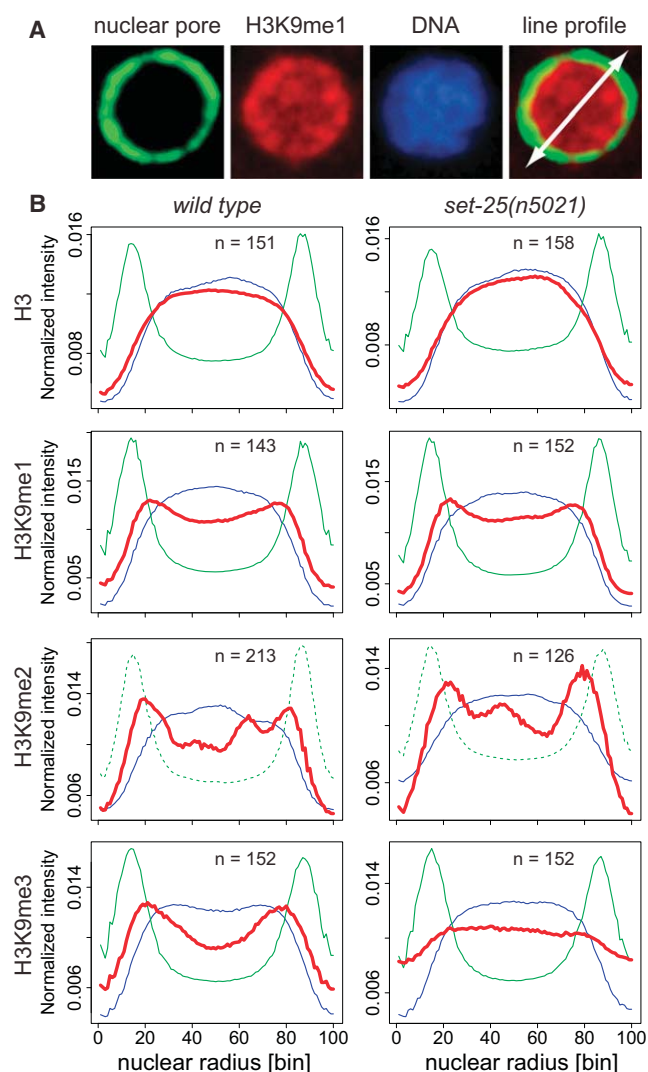 A
nuclear pore H3K9me1 DNA line profile
B
wild type set-25(n5021)
H3
Normalized intensity
0.016
0.008
n = 151
0.016
0.008
n = 158
H3K9me1
Normalized intensity
0.015
0.005
n = 143
0.015
0.005
n = 152
H3K9me2
Normalized intensity
0.014
0.006
n = 213
0.014
0.006
n = 126
H3K9me3
Normalized intensity
0.014
0.006
n = 152
0.014
0.006
n = 152
0 20 40 60 80 100
0 20 40 60 80 100
nuclear radius [bin] nuclear radius [bin]